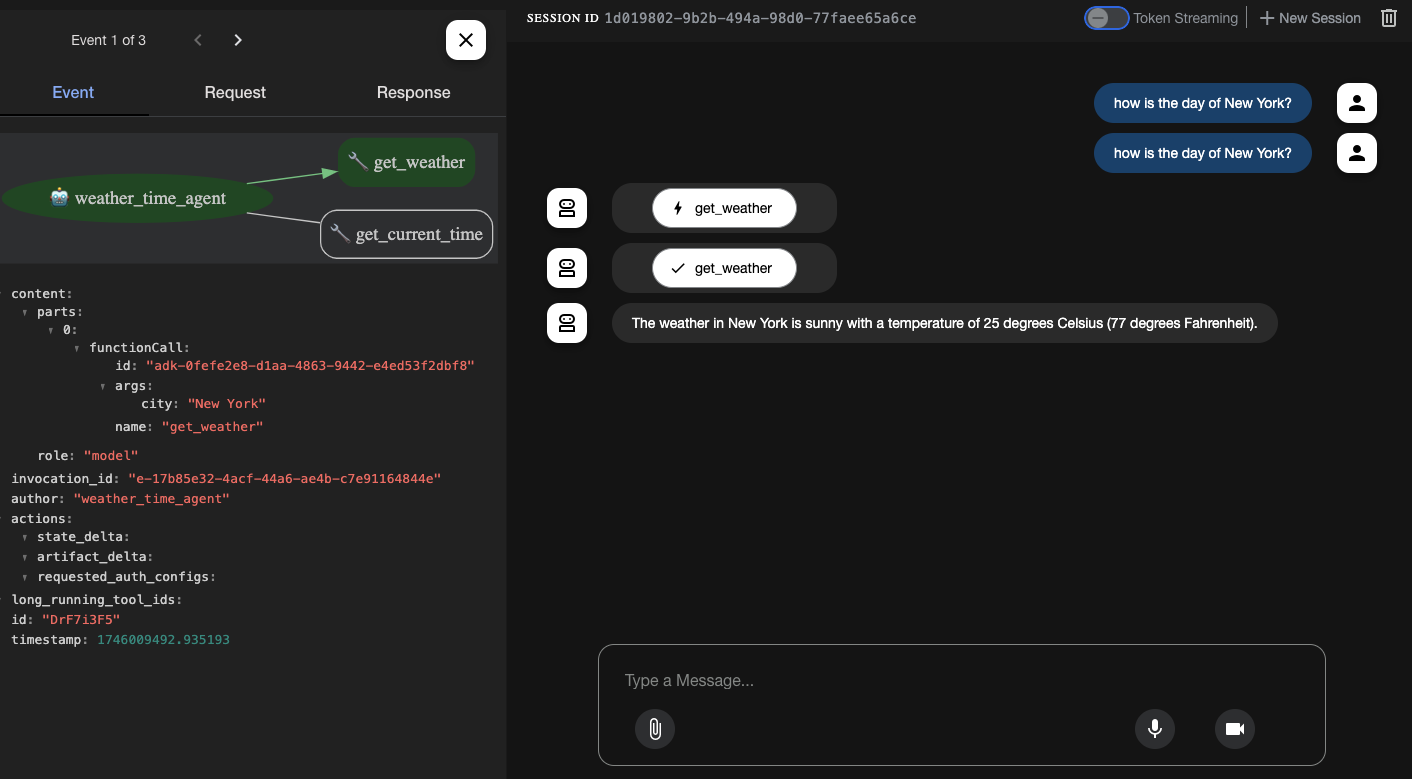 Event 1 of 3
Event
Request
Response
weather_time_agent
get_weather
get_current_time
content:
parts:
0:
functionCall:
id: "adk-0fefe2e8-d1aa-4863-9442-e4ed53f2dbf8"
args:
city: "New York"
name: "get_weather"
role: "model"
invocation_id: "e-17b85e32-4acf-44a6-ae4b-c7e91164844e"
author: "weather_time_agent"
actions:
state_delta:
artifact_delta:
requested_auth_configs:
long_running_tool_ids:
id: "DrF7i3F5"
timestamp: 1746009492.935193
SESSION ID 1d019802-9b2b-494a-98d0-77faee65a6ce
Token Streaming
New Session
how is the day of New York?
how is the day of New York?
get_weather
get_weather
The weather in New York is sunny with a temperature of 25 degrees Celsius (77 degrees Fahrenheit).
Type a Message...